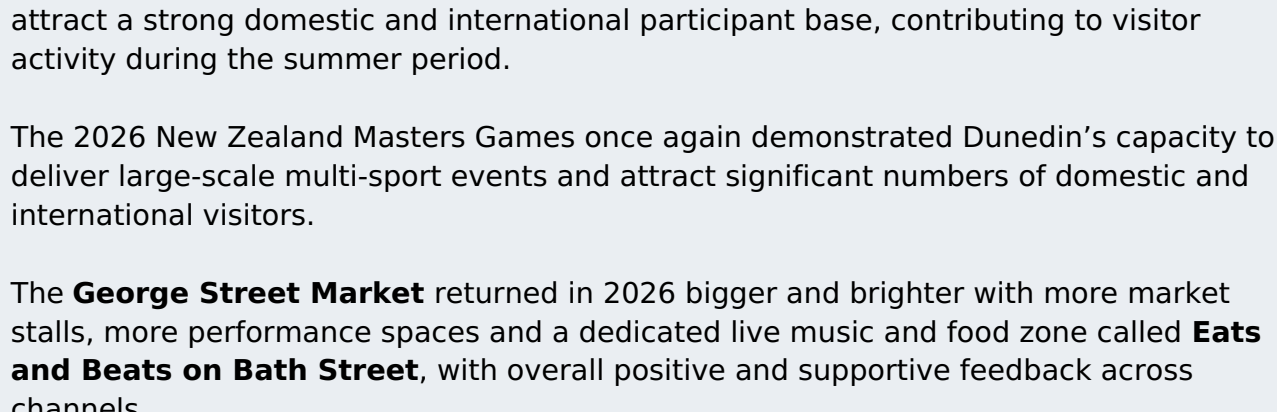 attract a strong domestic and international participant base, contributing to visitor
activity during the summer period.
The 2026 New Zealand Masters Games once again demonstrated Dunedin’s capacity to
deliver large-scale multi-sport events and attract significant numbers of domestic and
international visitors.
The George Street Market returned in 2026 bigger and brighter with more market
stalls, more performance spaces and a dedicated live music and food zone called Eats
and Beats on Bath Street, with overall positive and supportive feedback across
channels.